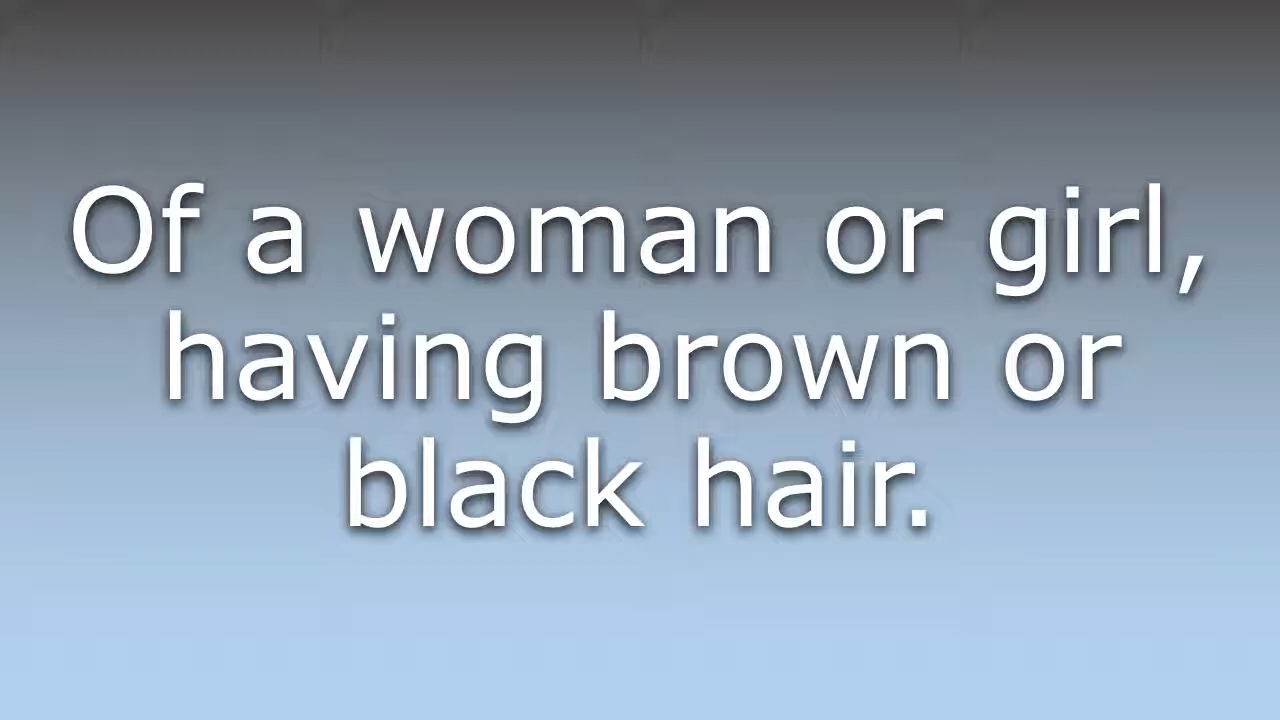 Of a woman or girl,
having brown or
black hair.